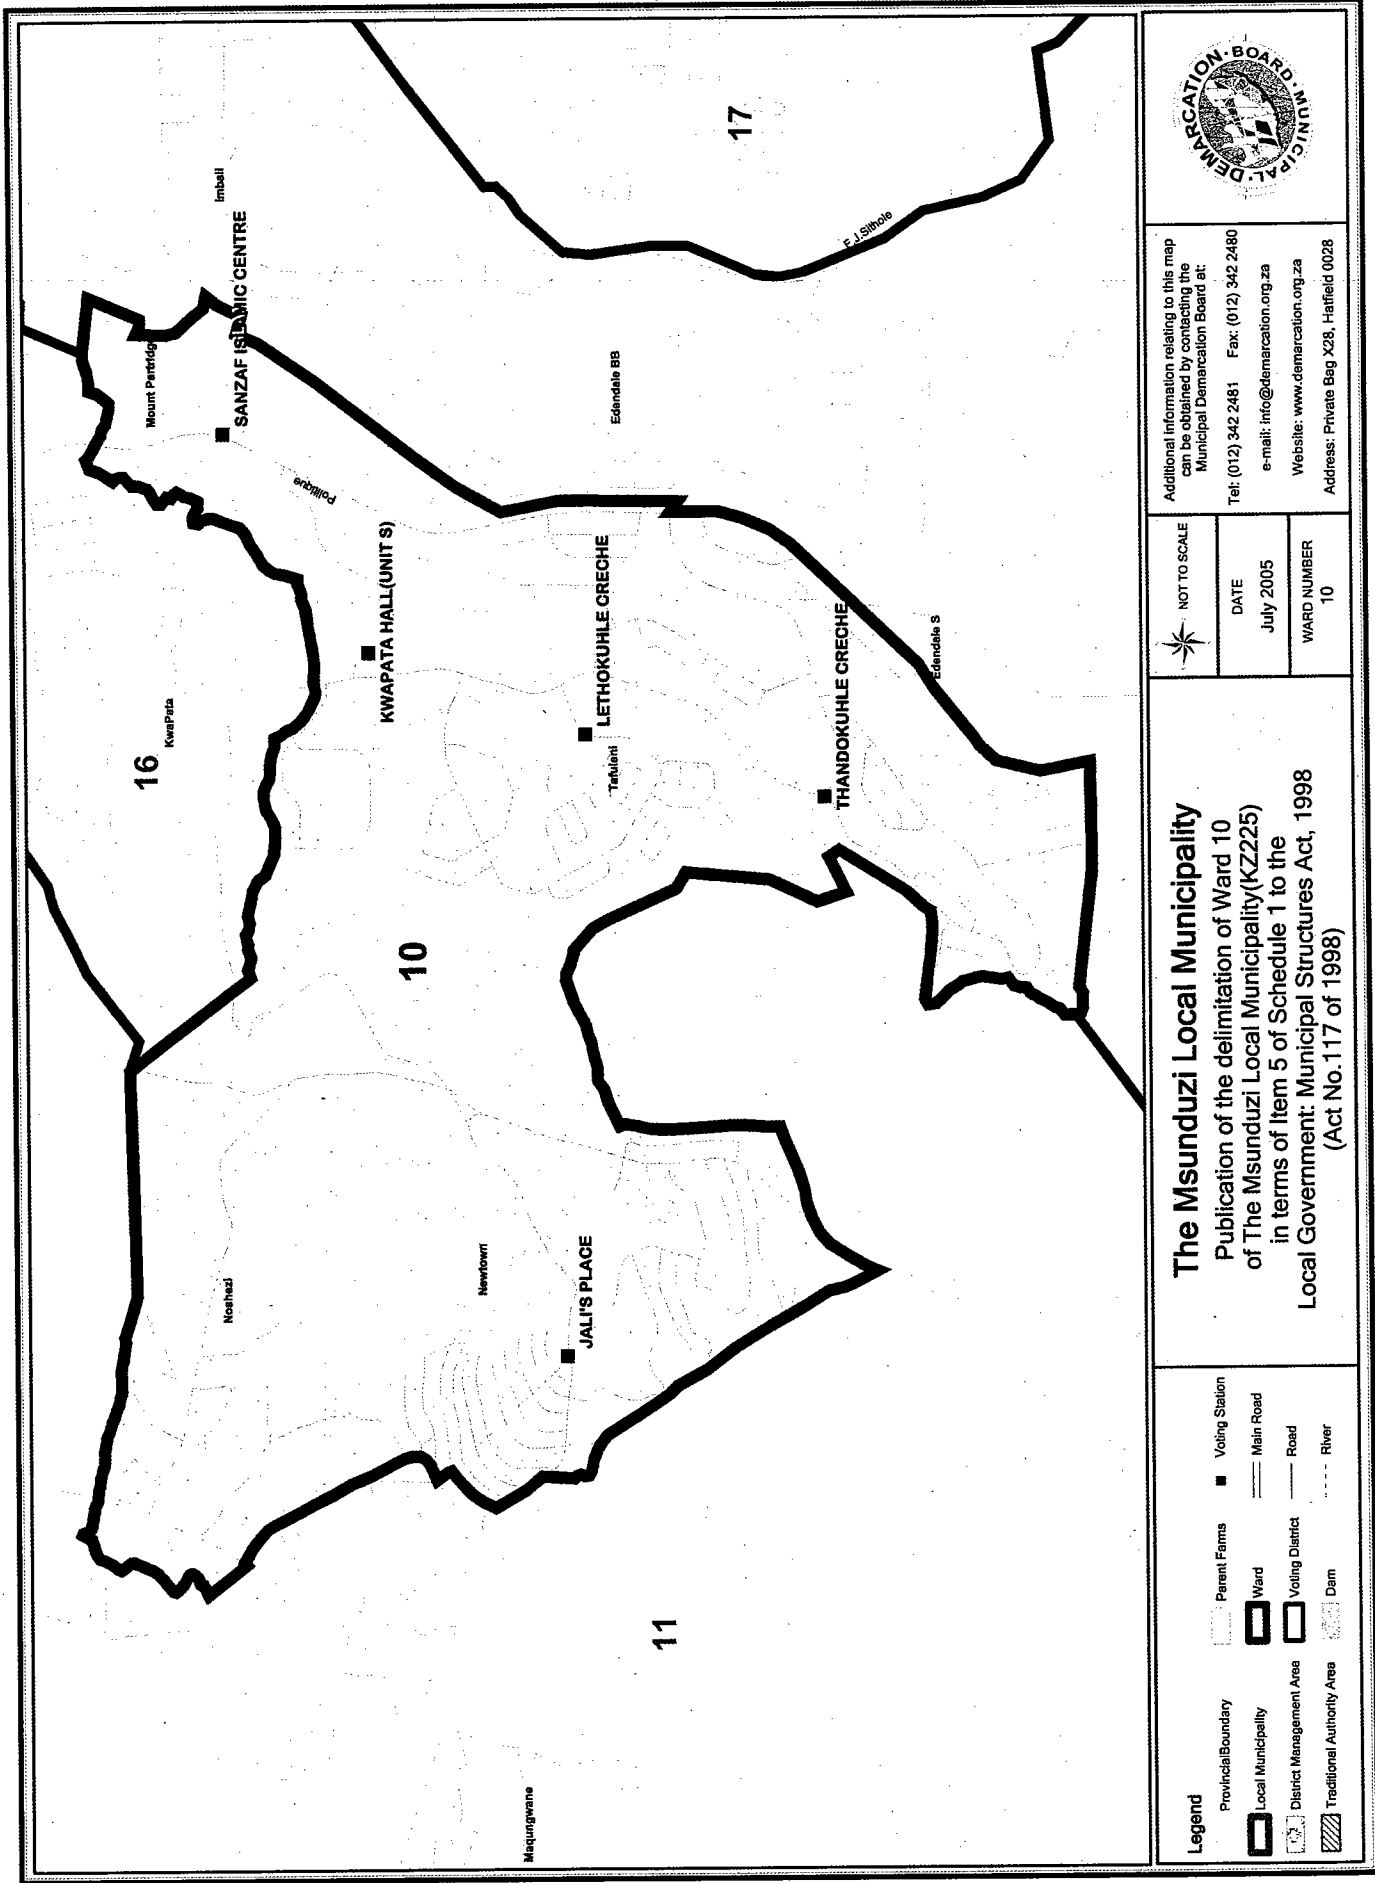 17
Imbali
SANZAF ISLAMIC CENTRE
Mount Partridge
F.J.Sithole
Edendale BB
Politique
KWAPATA HALL(UNIT S)
LETHOKUHLE CRECHE
THANDOKUHLE CRECHE
Edendale S
16
KwaPata
Tafuleni
10
Noshezi
Newtown
JALI'S PLACE
11
Maqungwane
Legend
ProvincialBoundary
Local Municipality
District Management Area
Traditional Authority Area
Parent Farms
Ward
Voting District
Dam
Voting Station
Main Road
Road
River
The Msunduzi Local Municipality
Publication of the delimitation of Ward 10
of The Msunduzi Local Municipality(KZ225)
in terms of Item 5 of Schedule 1 to the
Local Government: Municipal Structures Act, 1998
(Act No.117 of 1998)
NOT TO SCALE
DATE
July 2005
WARD NUMBER
10
Additional information relating to this map
can be obtained by contacting the
Municipal Demarcation Board at:
Tel: (012) 342 2481 Fax: (012) 342 2480
e-mail: info@demarcation.org.za
Website: www.demarcation.org.za
Address: Private Bag X28, Hatfield 0028
MUNICIPAL·DEMARCATION·BOARD·